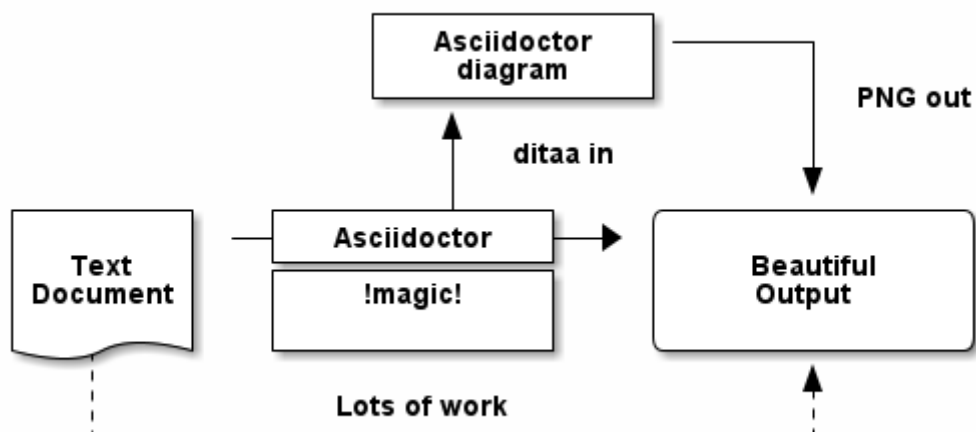 Asciidoctor
diagram
PNG out
ditaa in
Text
Document
Asciidoctor
!magic!
Beautiful
Output
Lots of work